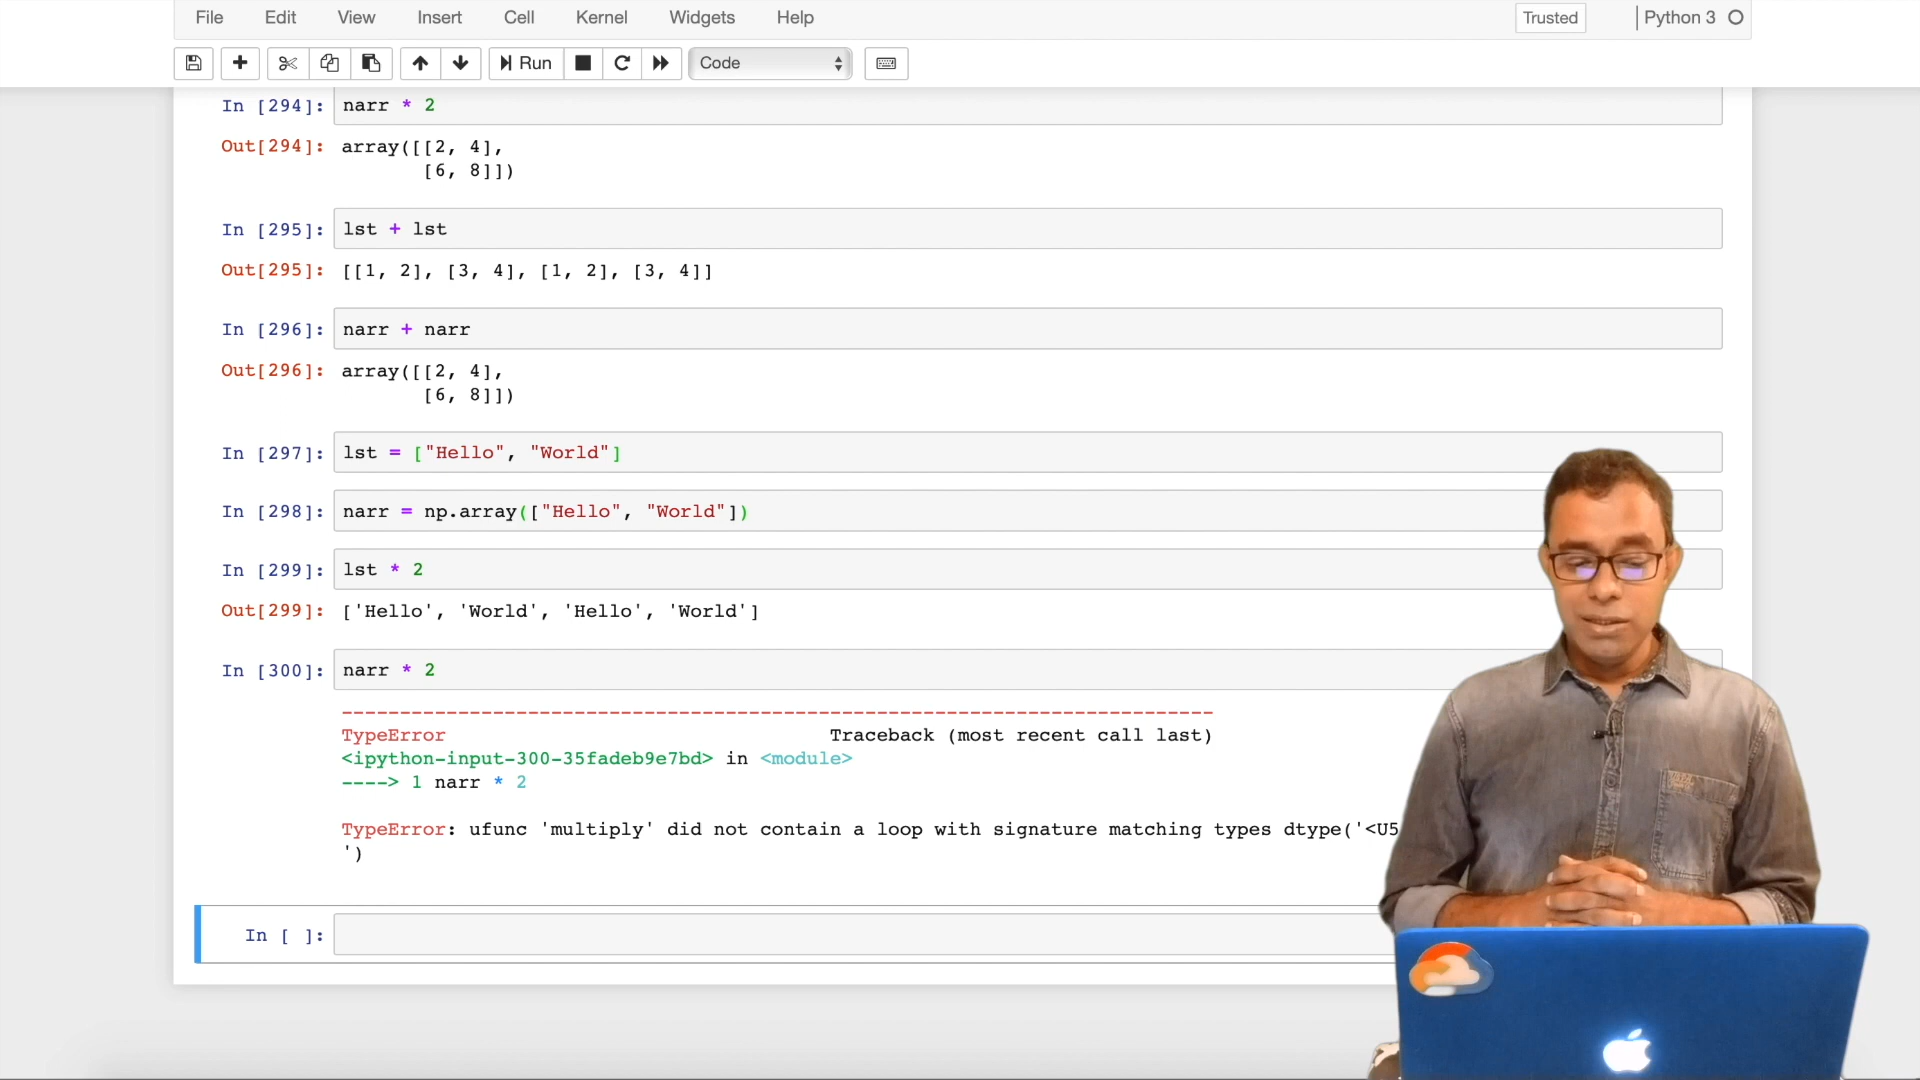 File Edit View Insert Cell Kernel Widgets Help Trusted Python 3
Run Code
In [294]: narr * 2
Out[294]: array([[2, 4],
[6, 8]])
In [295]: lst + lst
Out[295]: [[1, 2], [3, 4], [1, 2], [3, 4]]
In [296]: narr + narr
Out[296]: array([[2, 4],
[6, 8]])
In [297]: lst = ["Hello", "World"]
In [298]: narr = np.array(["Hello", "World"])
In [299]: lst * 2
Out[299]: ['Hello', 'World', 'Hello', 'World']
In [300]: narr * 2
---------------------------------------------------------------------------
TypeError Traceback (most recent call last)
<ipython-input-300-35fadeb9e7bd> in <module>
----> 1 narr * 2
TypeError: ufunc 'multiply' did not contain a loop with signature matching types dtype('<U5
')
In [ ]: